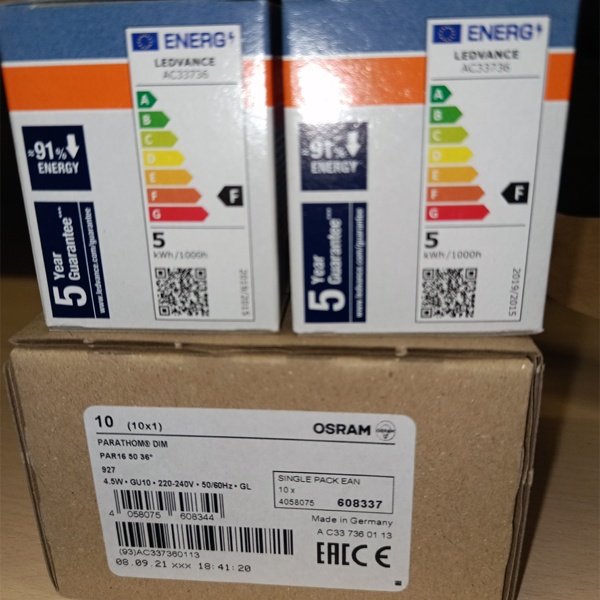 ENERG
LEDVANCE
AC33736
A
B
C
D
E
F
G
F
5
kWh/1000h
2019/2015
≈91%
ENERGY
5 Year
Guarantee
www.ledvance.com/guarantee
ENERG
LEDVANCE
AC33736
A
B
C
D
E
F
G
F
5
kWh/1000h
2019/2015
≈91%
ENERGY
5 Year
Guarantee
www.ledvance.com/guarantee
10 (10x1)
OSRAM
PARATHOM® DIM
PAR16 50 36°
927
4.5W • GU10 • 220-240V • 50/60Hz • GL
SINGLE PACK EAN
10 x
4058075 608337
4 058075 608344
Made in Germany
A C33 736 01 13
(93)AC337360113
08.09.21 xxx 18:41:20
EAC CE